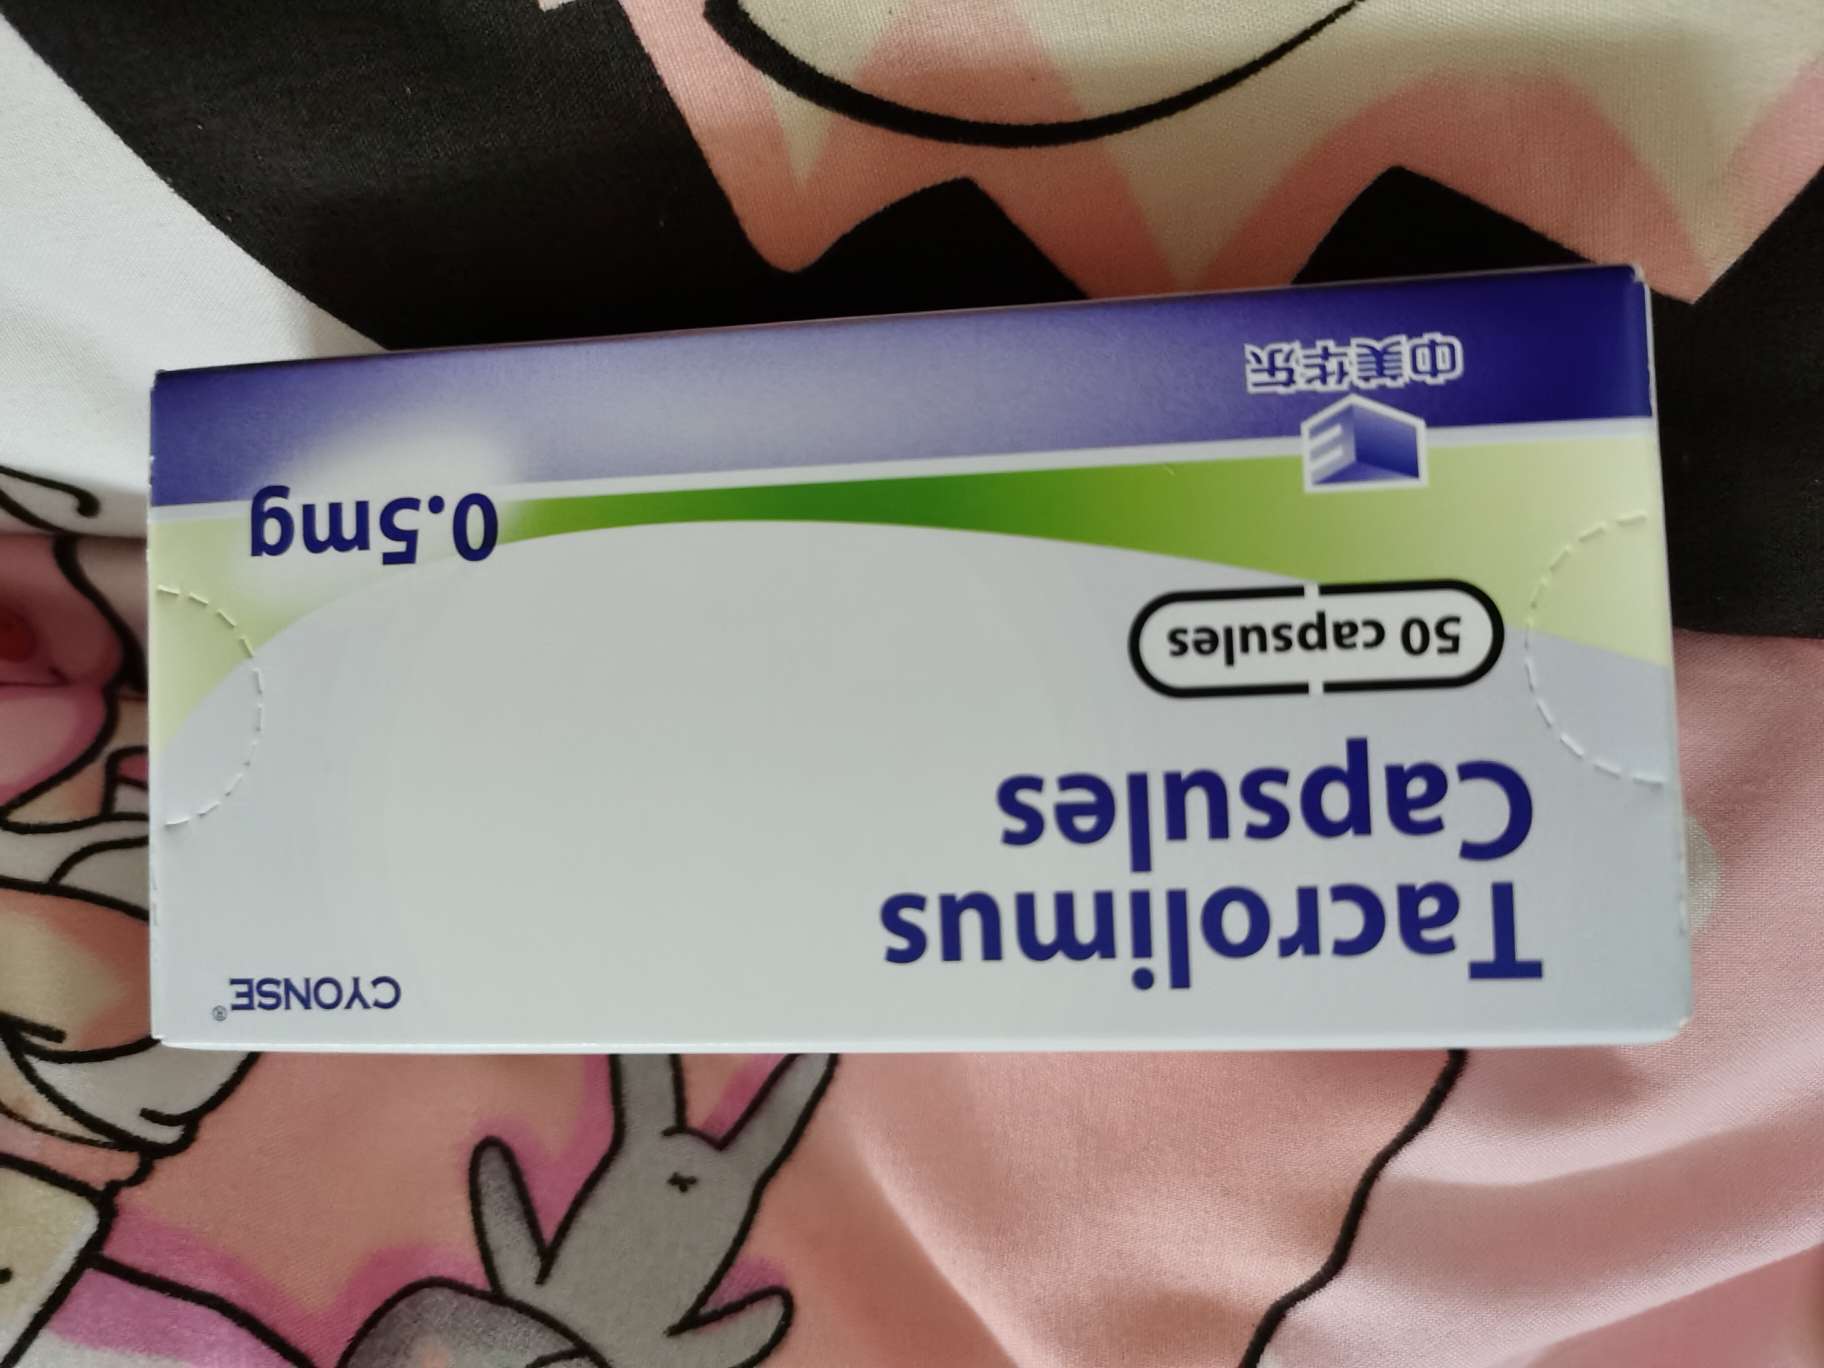 CYONSE®
Tacrolimus
Capsules
50 capsules
0.5mg
中美华东